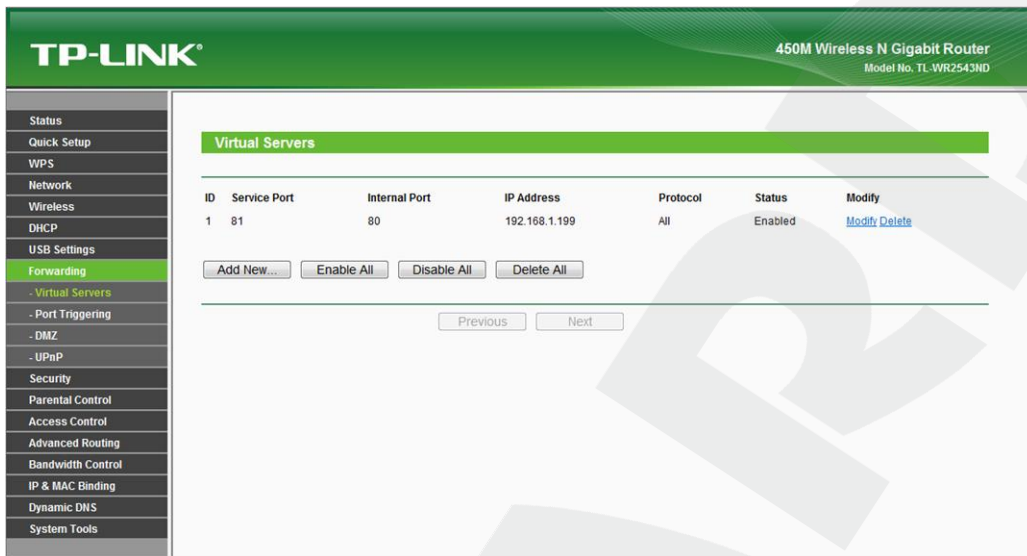 TP-LINK®
450M Wireless N Gigabit Router
Model No. TL-WR2543ND
Status
Quick Setup
WPS
Network
Wireless
DHCP
USB Settings
Forwarding
- Virtual Servers
- Port Triggering
- DMZ
- UPnP
Security
Parental Control
Access Control
Advanced Routing
Bandwidth Control
IP & MAC Binding
Dynamic DNS
System Tools
Virtual Servers
ID Service Port Internal Port IP Address Protocol Status Modify
1 81 80 192.168.1.199 All Enabled Modify Delete
Add New... Enable All Disable All Delete All
Previous Next